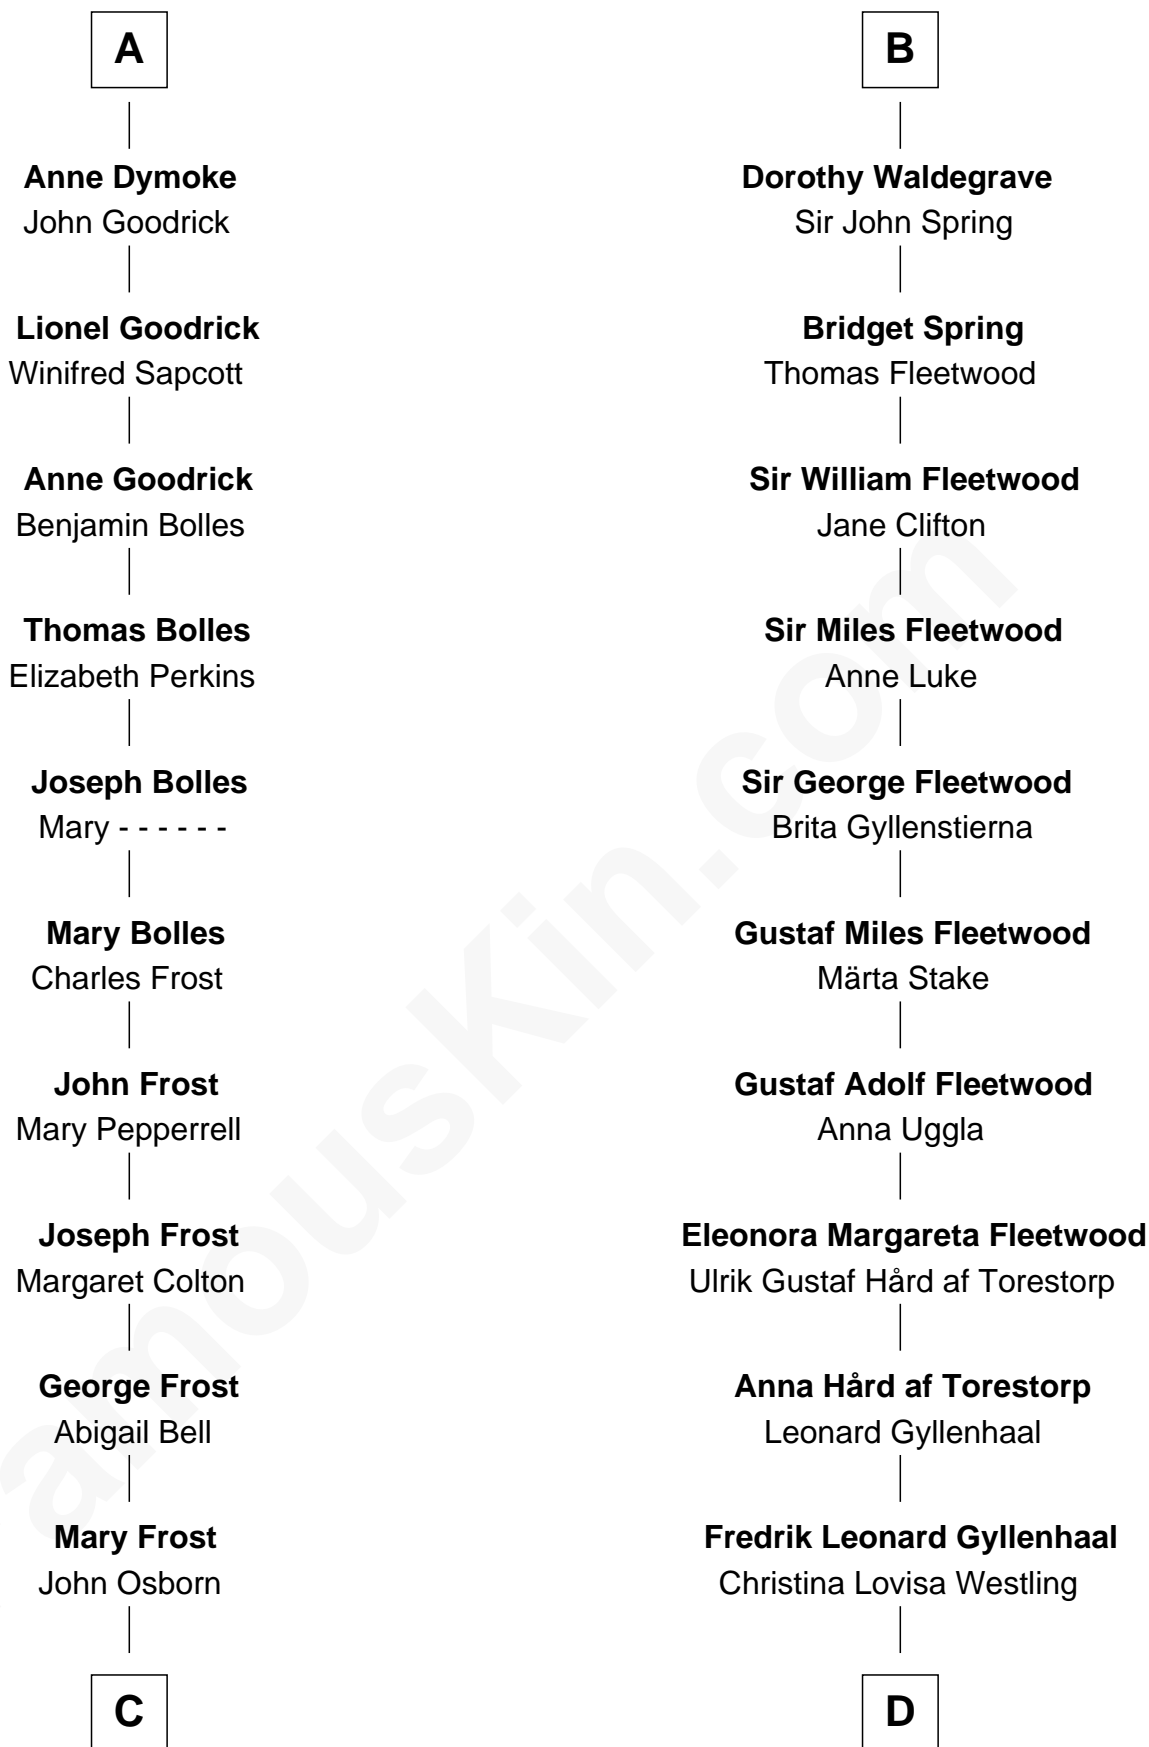 A
Anne Dymoke
John Goodrick
Lionel Goodrick
Winifred Sapcott
Anne Goodrick
Benjamin Bolles
Thomas Bolles
Elizabeth Perkins
Joseph Bolles
Mary - - - - - -
Mary Bolles
Charles Frost
John Frost
Mary Pepperrell
Joseph Frost
Margaret Colton
George Frost
Abigail Bell
Mary Frost
John Osborn
C
B
Dorothy Waldegrave
Sir John Spring
Bridget Spring
Thomas Fleetwood
Sir William Fleetwood
Jane Clifton
Sir Miles Fleetwood
Anne Luke
Sir George Fleetwood
Brita Gyllenstierna
Gustaf Miles Fleetwood
Märta Stake
Gustaf Adolf Fleetwood
Anna Uggla
Eleonora Margareta Fleetwood
Ulrik Gustaf Hård af Torestorp
Anna Hård af Torestorp
Leonard Gyllenhaal
Fredrik Leonard Gyllenhaal
Christina Lovisa Westling
D
amouskin.com